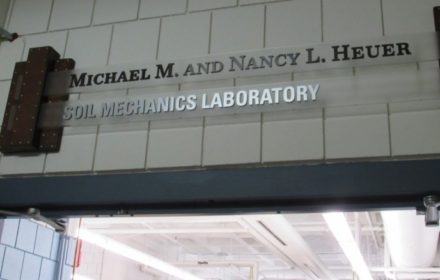 MICHAEL M. AND NANCY L. HEUER
SOIL MECHANICS LABORATORY